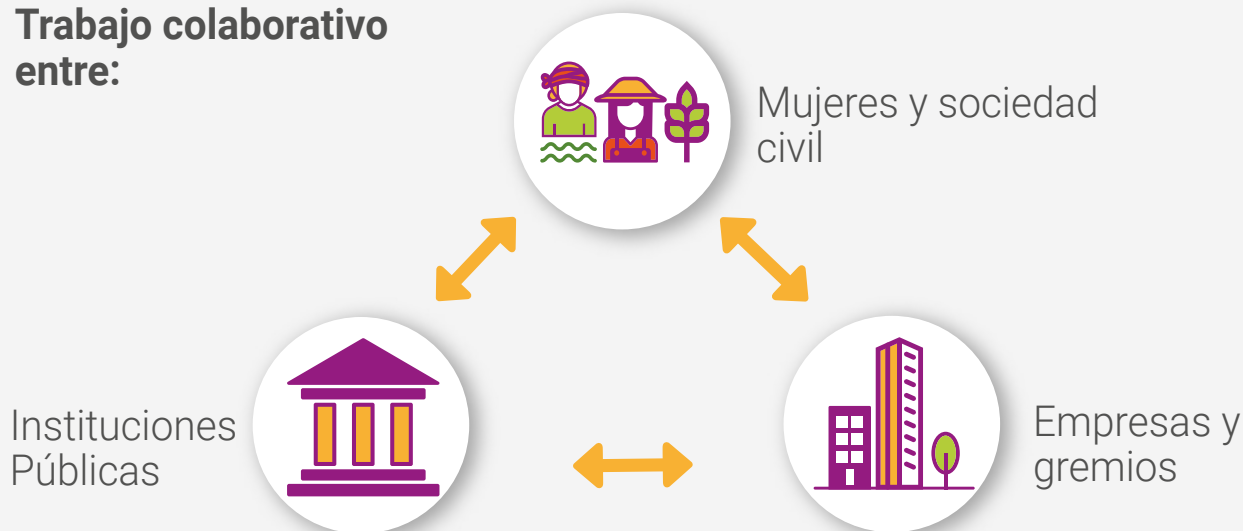 Trabajo colaborativo
entre:
Mujeres y sociedad
civil
Instituciones
Públicas
Empresas y
gremios